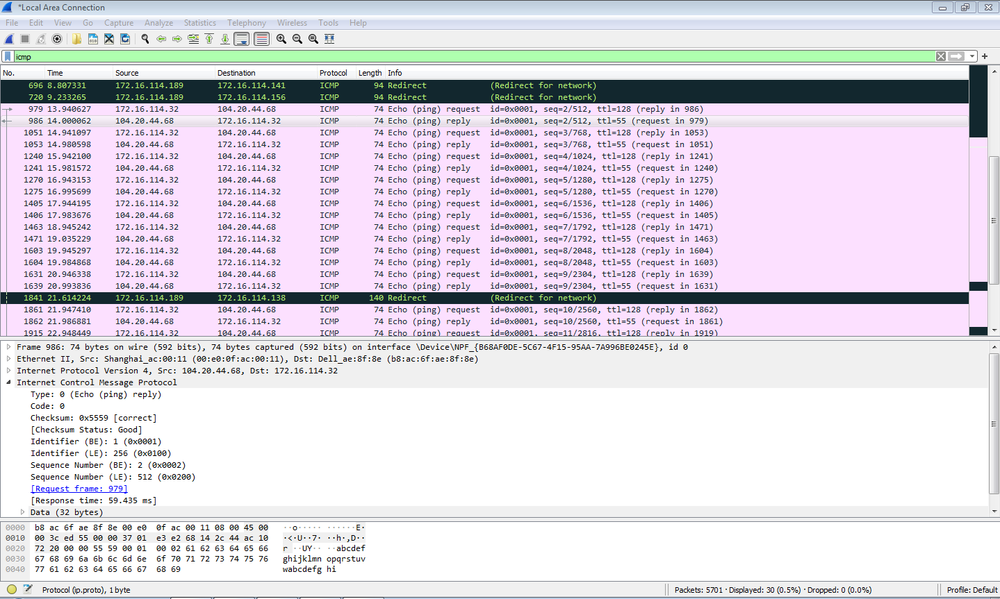 *Local Area Connection
File Edit View Go Capture Analyze Statistics Telephony Wireless Tools Help
icmp
No. Time Source Destination Protocol Length Info
696 8.807331 172.16.114.189 172.16.114.141 ICMP 94 Redirect (Redirect for network)
720 9.233265 172.16.114.189 172.16.114.156 ICMP 94 Redirect (Redirect for network)
979 13.940627 172.16.114.32 104.20.44.68 ICMP 74 Echo (ping) request id=0x0001, seq=2/512, ttl=128 (reply in 986)
986 14.000062 104.20.44.68 172.16.114.32 ICMP 74 Echo (ping) reply id=0x0001, seq=2/512, ttl=55 (request in 979)
1051 14.941097 172.16.114.32 104.20.44.68 ICMP 74 Echo (ping) request id=0x0001, seq=3/768, ttl=128 (reply in 1053)
1053 14.980598 104.20.44.68 172.16.114.32 ICMP 74 Echo (ping) reply id=0x0001, seq=3/768, ttl=55 (request in 1051)
1240 15.942100 172.16.114.32 104.20.44.68 ICMP 74 Echo (ping) request id=0x0001, seq=4/1024, ttl=128 (reply in 1241)
1241 15.981572 104.20.44.68 172.16.114.32 ICMP 74 Echo (ping) reply id=0x0001, seq=4/1024, ttl=55 (request in 1240)
1270 16.943153 172.16.114.32 104.20.44.68 ICMP 74 Echo (ping) request id=0x0001, seq=5/1280, ttl=128 (reply in 1275)
1275 16.995699 104.20.44.68 172.16.114.32 ICMP 74 Echo (ping) reply id=0x0001, seq=5/1280, ttl=55 (request in 1270)
1405 17.944195 172.16.114.32 104.20.44.68 ICMP 74 Echo (ping) request id=0x0001, seq=6/1536, ttl=128 (reply in 1406)
1406 17.983676 104.20.44.68 172.16.114.32 ICMP 74 Echo (ping) reply id=0x0001, seq=6/1536, ttl=55 (request in 1405)
1463 18.945242 172.16.114.32 104.20.44.68 ICMP 74 Echo (ping) request id=0x0001, seq=7/1792, ttl=128 (reply in 1471)
1471 19.035229 104.20.44.68 172.16.114.32 ICMP 74 Echo (ping) reply id=0x0001, seq=7/1792, ttl=55 (request in 1463)
1603 19.945297 172.16.114.32 104.20.44.68 ICMP 74 Echo (ping) request id=0x0001, seq=8/2048, ttl=128 (reply in 1604)
1604 19.984868 104.20.44.68 172.16.114.32 ICMP 74 Echo (ping) reply id=0x0001, seq=8/2048, ttl=55 (request in 1603)
1631 20.946338 172.16.114.32 104.20.44.68 ICMP 74 Echo (ping) request id=0x0001, seq=9/2304, ttl=128 (reply in 1639)
1639 20.993836 104.20.44.68 172.16.114.32 ICMP 74 Echo (ping) reply id=0x0001, seq=9/2304, ttl=55 (request in 1631)
1841 21.614224 172.16.114.189 172.16.114.138 ICMP 140 Redirect (Redirect for network)
1861 21.947410 172.16.114.32 104.20.44.68 ICMP 74 Echo (ping) request id=0x0001, seq=10/2560, ttl=128 (reply in 1862)
1862 21.986881 104.20.44.68 172.16.114.32 ICMP 74 Echo (ping) reply id=0x0001, seq=10/2560, ttl=55 (request in 1861)
1915 22.948449 172.16.114.32 104.20.44.68 ICMP 74 Echo (ping) request id=0x0001, seq=11/2816, ttl=128 (reply in 1919)
Frame 986: 74 bytes on wire (592 bits), 74 bytes captured (592 bits) on interface \Device\NPF_{B68AF0DE-5C67-4F15-95AA-7A996BE0245E}, id 0
Ethernet II, Src: Shanghai_ac:00:11 (00:e0:0f:ac:00:11), Dst: Dell_ae:8f:8e (b8:ac:6f:ae:8f:8e)
Internet Protocol Version 4, Src: 104.20.44.68, Dst: 172.16.114.32
Internet Control Message Protocol
Type: 0 (Echo (ping) reply)
Code: 0
Checksum: 0x5559 [correct]
[Checksum Status: Good]
Identifier (BE): 1 (0x0001)
Identifier (LE): 256 (0x0100)
Sequence Number (BE): 2 (0x0002)
Sequence Number (LE): 512 (0x0200)
[Request frame: 979]
[Response time: 59.435 ms]
Data (32 bytes)
0000 b8 ac 6f ae 8f 8e 00 e0 0f ac 00 11 08 00 45 00 ··o····· ······E·
0010 00 3c ed 55 00 00 37 01 e3 e2 68 14 2c 44 ac 10 ·<·U··7· ··h·,D··
0020 72 20 00 00 55 59 00 01 00 02 61 62 63 64 65 66 r ··UY·· ··abcdef
0030 67 68 69 6a 6b 6c 6d 6e 6f 70 71 72 73 74 75 76 ghijklmn opqrstuv
0040 77 61 62 63 64 65 66 67 68 69 wabcdefg hi
Protocol (ip.proto), 1 byte Packets: 5701 · Displayed: 30 (0.5%) · Dropped: 0 (0.0%) Profile: Default